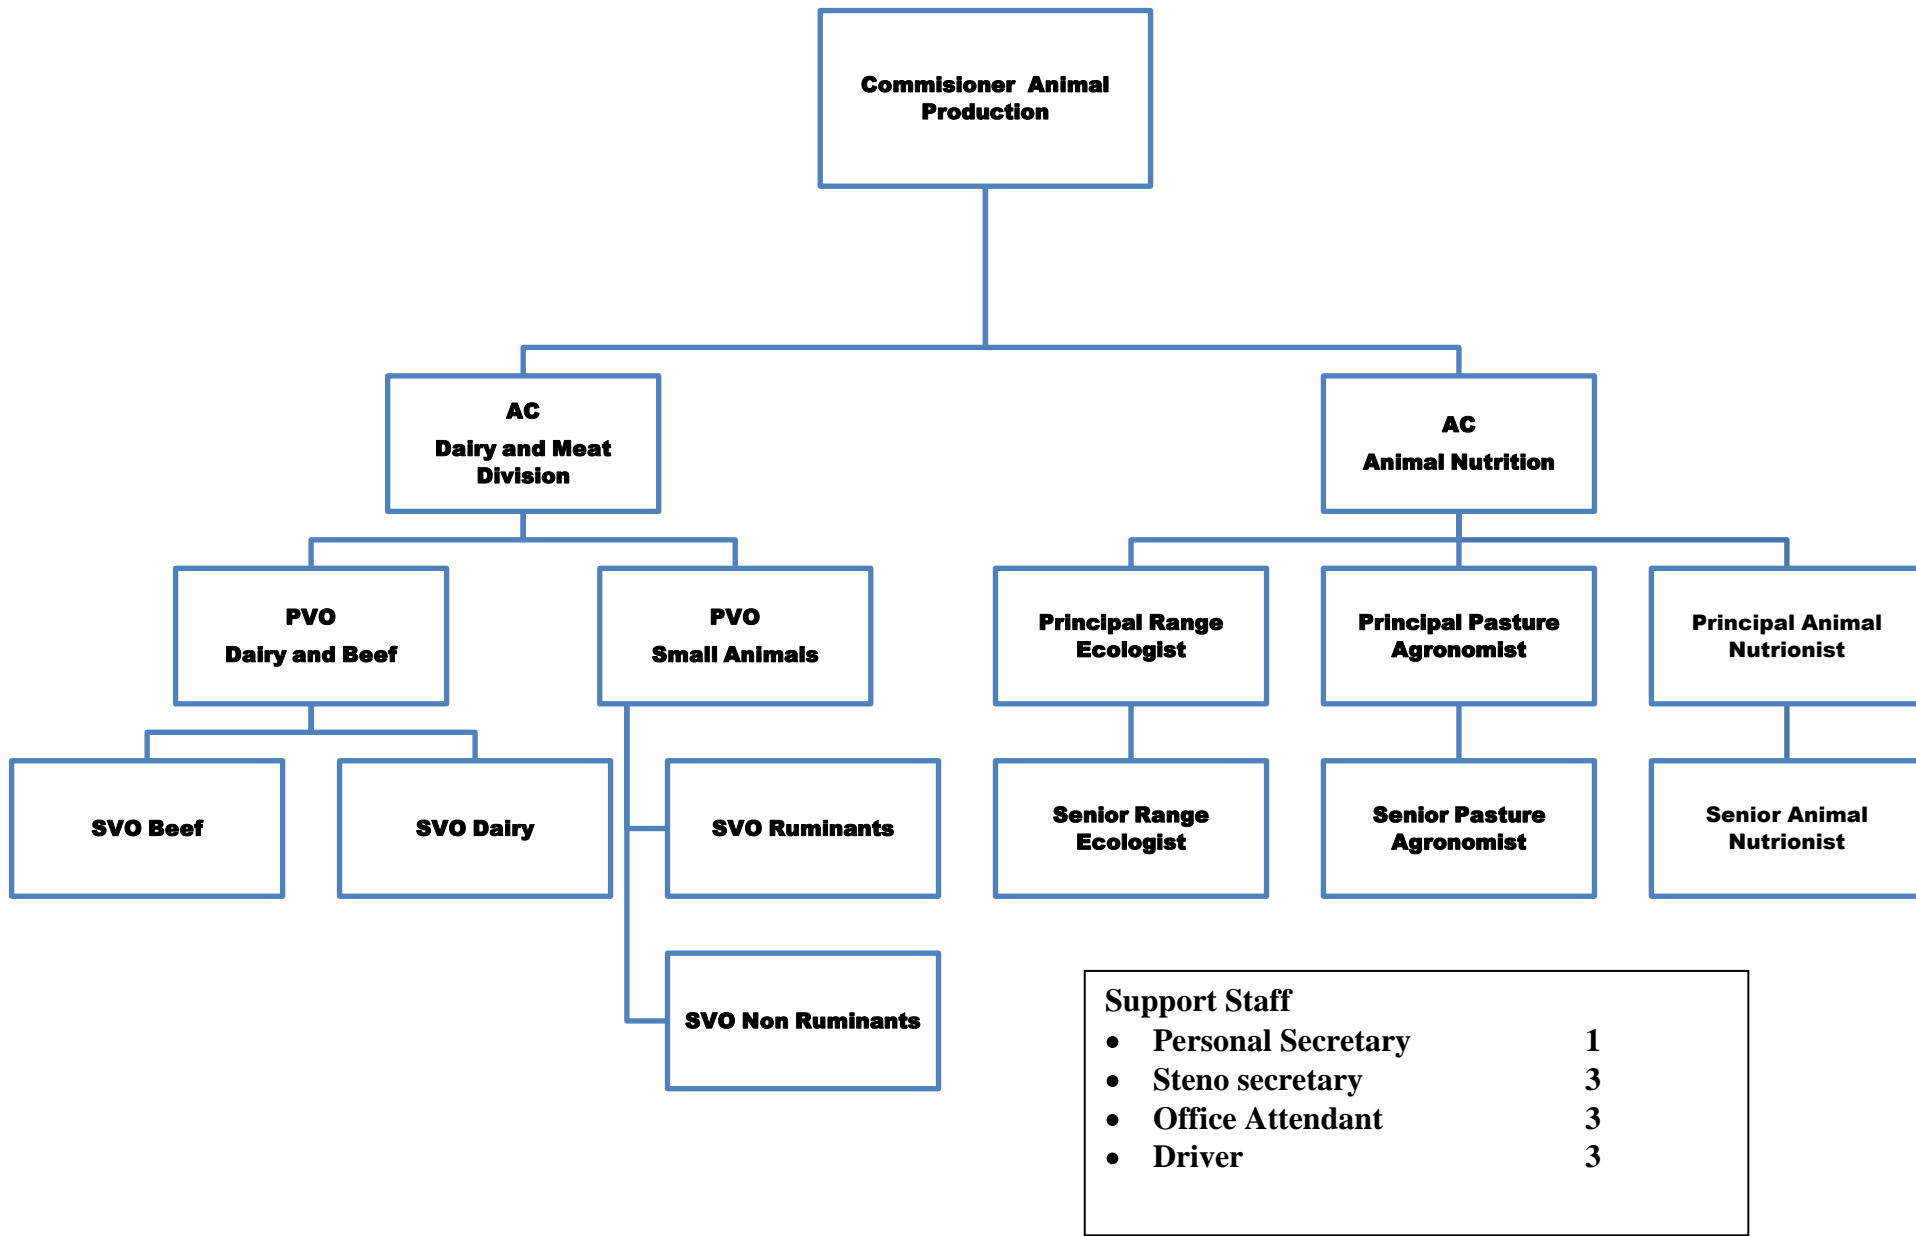 Commisioner Animal
Production
AC
Dairy and Meat
Division
AC
Animal Nutrition
PVO
Dairy and Beef
PVO
Small Animals
Principal Range
Ecologist
Principal Pasture
Agronomist
Principal Animal
Nutrionist
SVO Beef
SVO Dairy
SVO Ruminants
Senior Range
Ecologist
Senior Pasture
Agronomist
Senior Animal
Nutrionist
SVO Non Ruminants
Support Staff
• Personal Secretary 1
• Steno secretary 3
• Office Attendant 3
• Driver 3